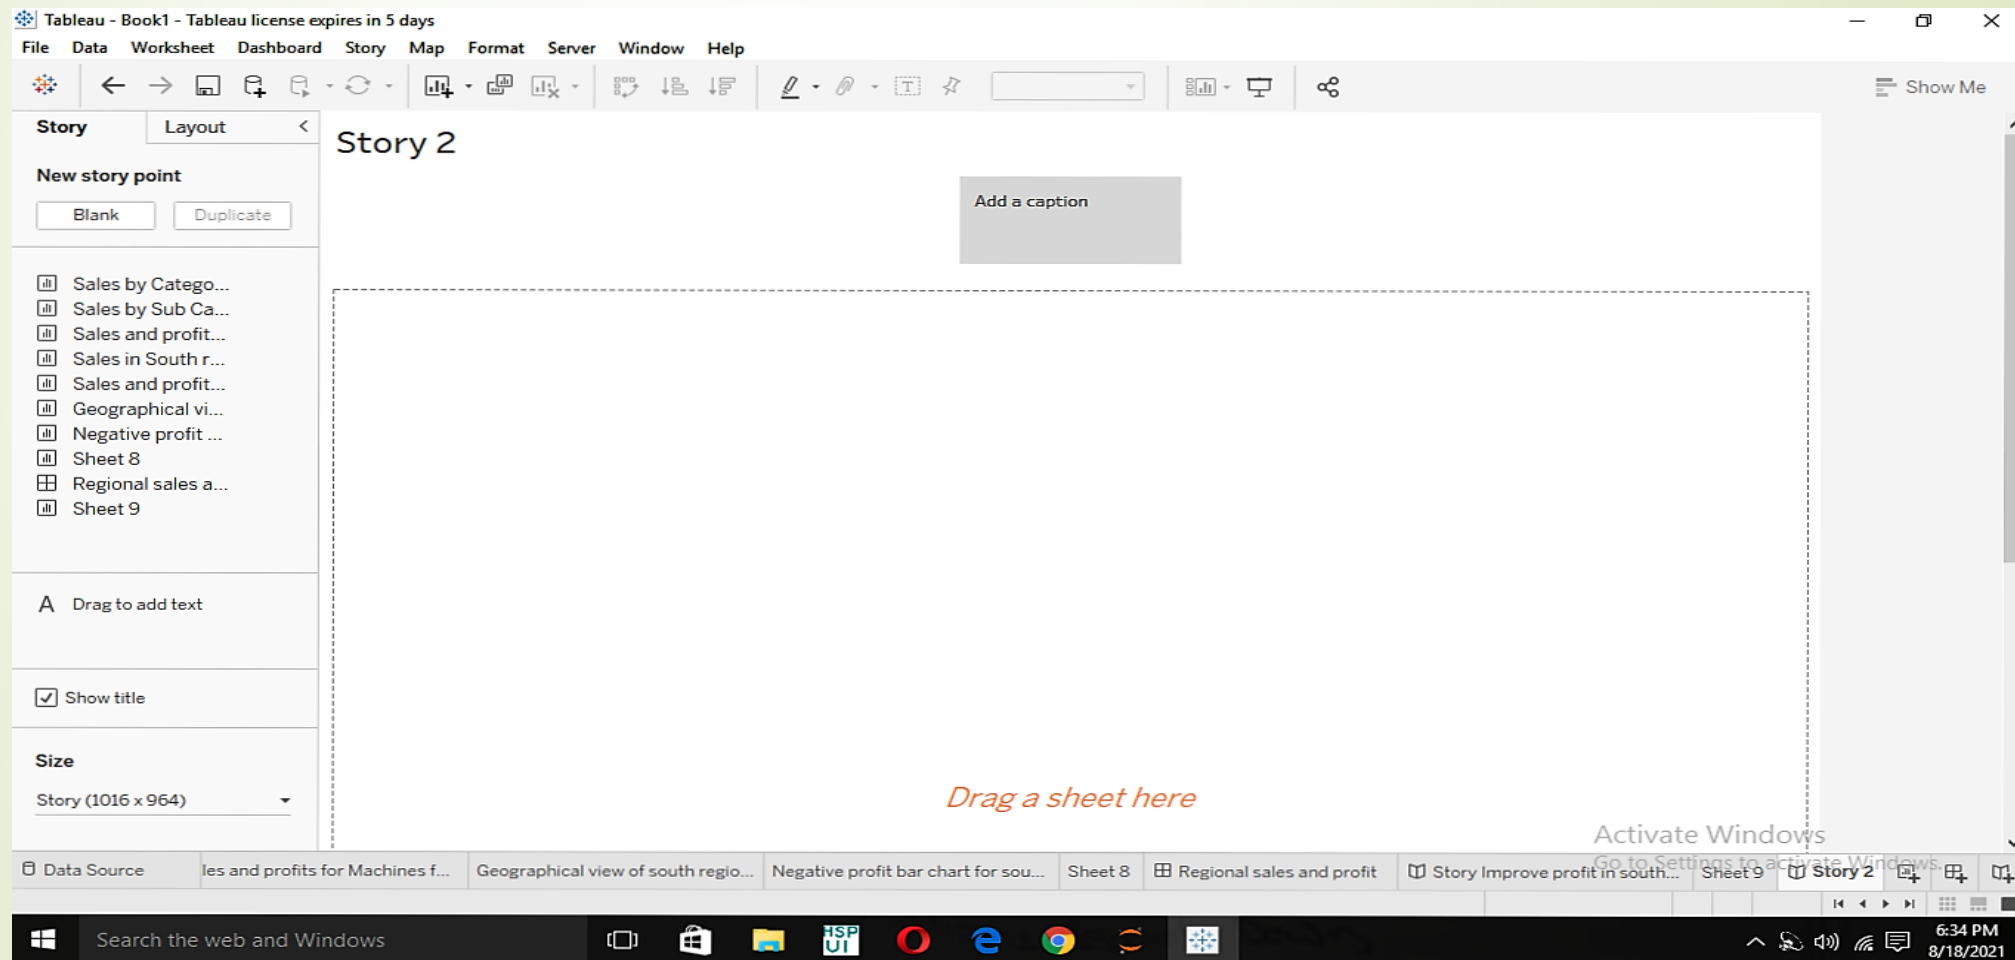 Tableau - Book1 - Tableau license expires in 5 days
File Data Worksheet Dashboard Story Map Format Server Window Help
Show Me
Story Layout <
Story 2
New story point
Blank Duplicate
Add a caption
Sales by Catego...
Sales by Sub Ca...
Sales and profit...
Sales in South r...
Sales and profit...
Geographical vi...
Negative profit ...
Sheet 8
Regional sales a...
Sheet 9
A Drag to add text
Show title
Size
Story (1016 x 964)
Drag a sheet here
Activate Windows
Go to Settings to activate Windows.
Data Source les and profits for Machines f... Geographical view of south regio... Negative profit bar chart for sou... Sheet 8 Regional sales and profit Story Improve profit in south... Sheet 9 Story 2
Search the web and Windows
HSP
UI
6:34 PM
8/18/2021